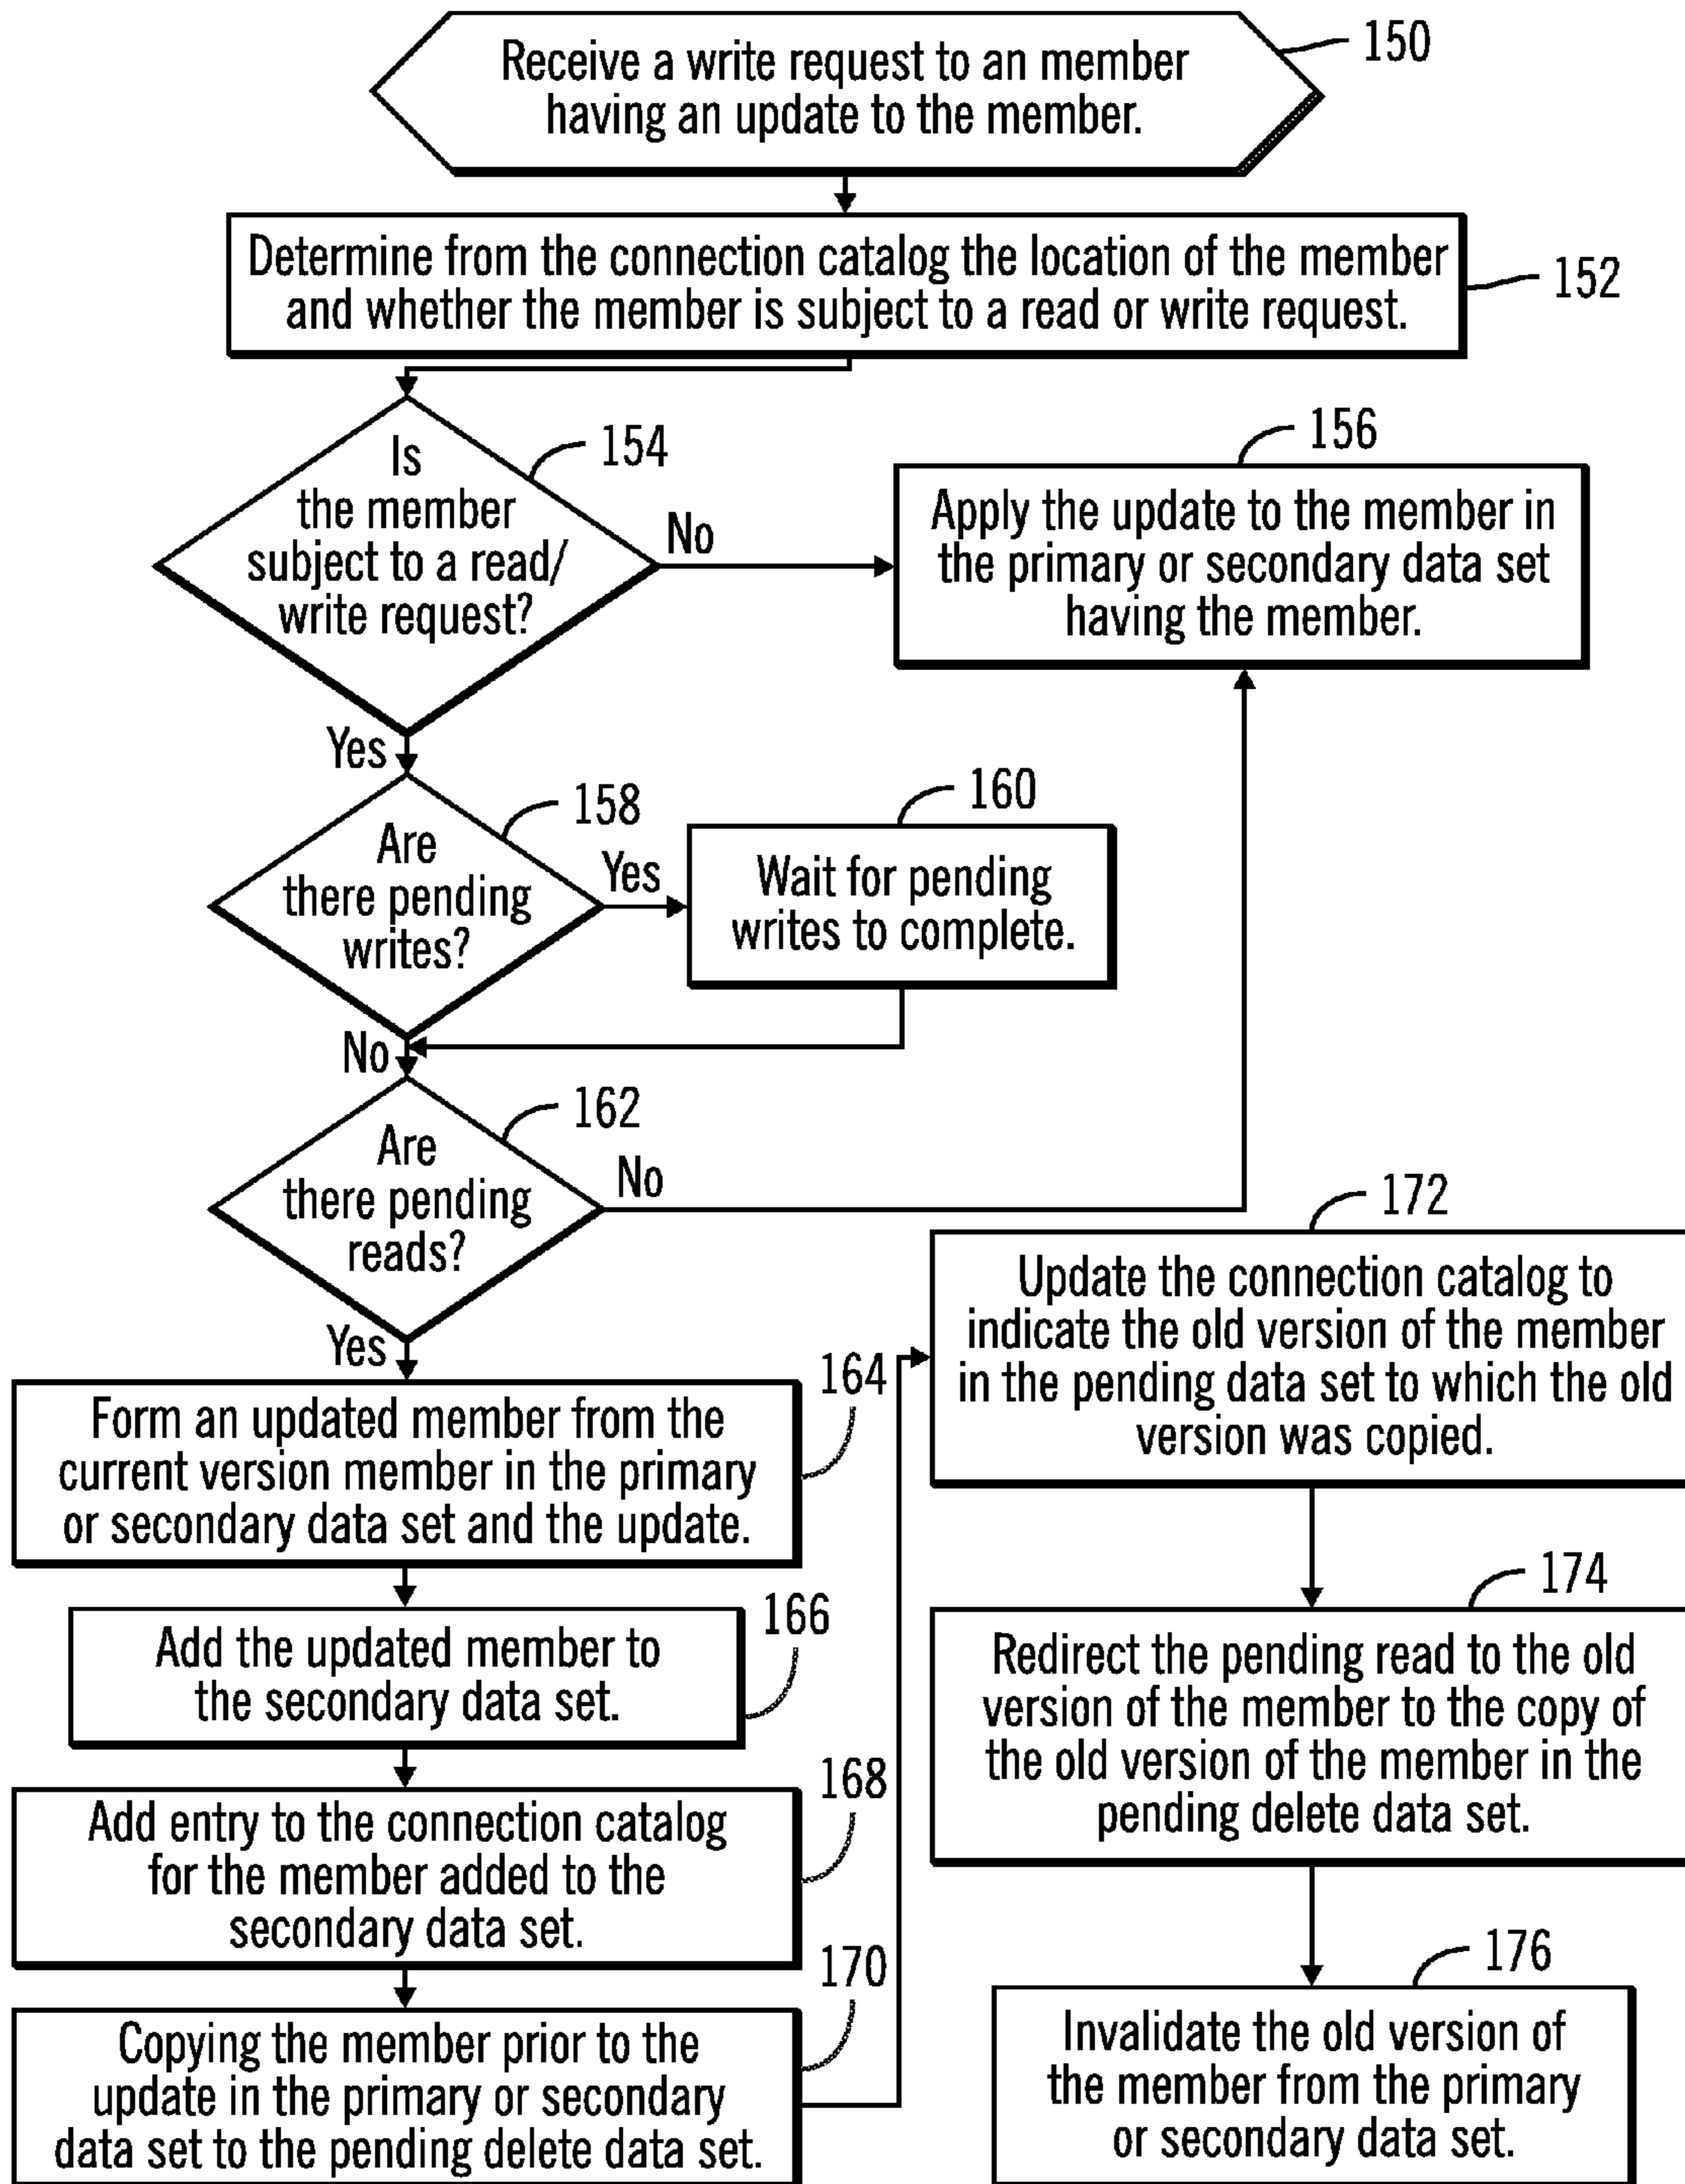 Receive a write request to an member
having an update to the member.
150
Determine from the connection catalog the location of the member
and whether the member is subject to a read or write request.
152
Is
the member
subject to a read/
write request?
154
No
Yes
156
Apply the update to the member in
the primary or secondary data set
having the member.
Are
there pending
writes?
158
Yes
No
160
Wait for pending
writes to complete.
Are
there pending
reads?
162
No
Yes
Form an updated member from the
current version member in the primary
or secondary data set and the update.
164
Add the updated member to
the secondary data set.
166
Add entry to the connection catalog
for the member added to the
secondary data set.
168
Copying the member prior to the
update in the primary or secondary
data set to the pending delete data set.
170
172
Update the connection catalog to
indicate the old version of the member
in the pending data set to which the old
version was copied.
174
Redirect the pending read to the old
version of the member to the copy of
the old version of the member in the
pending delete data set.
176
Invalidate the old version of
the member from the primary
or secondary data set.